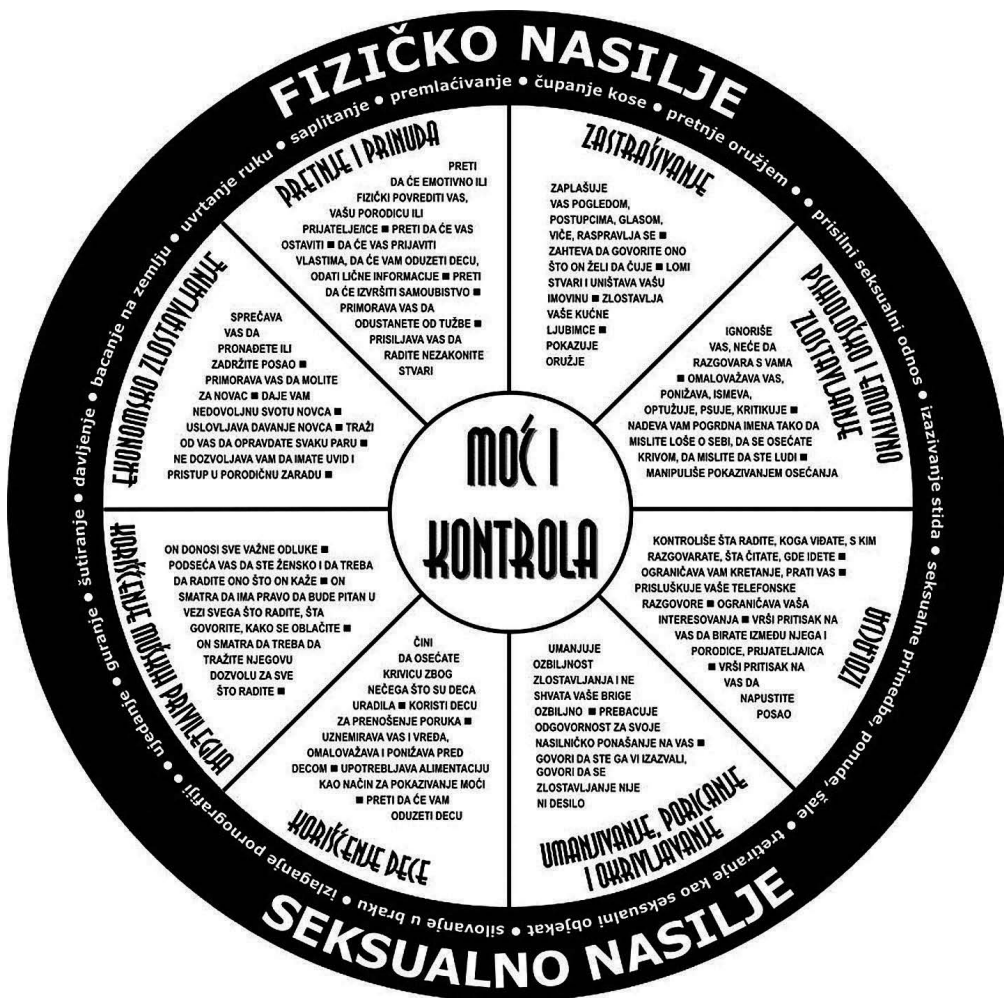 FIZIČKO NASILJE
šutiranje • davljenje • bacanje na zemlju • uvrtanje ruku • saplitanje • premlaćivanje • čupanje kose • pretnje oružjem •
• prisilni seksualni odnos • izazivanje stida • seksualne primedbe, ponude, šale • tretiranje kao seksualni objekat • silovanje u braku • izlaganje pornografiji •
• ujedanje • guranje •
SEKSUALNO NASILJE
MOĆ I
KONTROLA
PRETNJE I PRINUDA
PRETI
DA ĆE EMOTIVNO ILI
FIZIČKI POVREDITI VAS,
VAŠU PORODICU ILI
PRIJATELJE/ICE ■ PRETI DA ĆE VAS
OSTAVITI ■ DA ĆE VAS PRIJAVITI
VLASTIMA, DA ĆE VAM ODUZETI DECU,
ODATI LIČNE INFORMACIJE ■ PRETI
DA ĆE IZVRŠITI SAMOUBISTVO ■
PRIMORAVA VAS DA
ODUSTANETE OD TUŽBE ■
PRISILJAVA VAS DA
RADITE NEZAKONITE
STVARI
ZASTRAŠIVANJE
ZAPLAŠUJE
VAS POGLEDOM,
POSTUPCIMA, GLASOM,
VIČE, RASPRAVLJA SE ■
ZAHTEVA DA GOVORITE ONO
ŠTO ON ŽELI DA ČUJE ■ LOMI
STVARI I UNIŠTAVA VAŠU
IMOVINU ■ ZLOSTAVLJA
VAŠE KUĆNE
LJUBIMCE ■
POKAZUJE
ORUŽJE
PSIHOLOŠKO I EMOTIVNO
ZLOSTAVLJANJE
IGNORIŠE
VAS, NEĆE DA
RAZGOVARA S VAMA
■ OMALOVAŽAVA VAS,
PONIŽAVA, ISMEVA,
OPTUŽUJE, PSUJE, KRITIKUJE ■
NADEVA VAM POGRDNA IMENA TAKO DA
MISLITE LOŠE O SEBI, DA SE OSEĆATE
KRIVOM, DA MISLITE DA STE LUDI ■
MANIPULIŠE POKAZIVANJEM OSEĆANJA
IZOLACIJA
KONTROLIŠE ŠTA RADITE, KOGA VIĐATE, S KIM
RAZGOVARATE, ŠTA ČITATE, GDE IDETE ■
OGRANIČAVA VAM KRETANJE, PRATI VAS ■
PRISLUŠKUJE VAŠE TELEFONSKE
RAZGOVORE ■ OGRANIČAVA VAŠA
INTERESOVANJA ■ VRŠI PRITISAK NA
VAS DA BIRATE IZMEĐU NJEGA I
PORODICE, PRIJATELJA/ICA
■ VRŠI PRITISAK NA
VAS DA
NAPUSTITE
POSAO
UMANJIVANJE, PORICANJE
I OKRIVLJAVANJE
UMANJUJE
OZBILJNOST
ZLOSTAVLJANJA I NE
SHVATA VAŠE BRIGE
OZBILJNO ■ PREBACUJE
ODGOVORNOST ZA SVOJE
NASILNIČKO PONAŠANJE NA VAS ■
GOVORI DA STE GA VI IZAZVALI,
GOVORI DA SE
ZLOSTAVLJANJE NIJE
NI DESILO
KORIŠĆENJE DECE
ČINI
DA OSEĆATE
KRIVICU ZBOG
NEČEGA ŠTO SU DECA
URADILA ■ KORISTI DECU
ZA PRENOŠENJE PORUKA ■
UZNEMIRAVA VAS I VREĐA,
OMALOVAŽAVA I PONIŽAVA PRED
DECOM ■ UPOTREBLJAVA ALIMENTACIJU
KAO NAČIN ZA POKAZIVANJE MOĆI
■ PRETI DA ĆE VAM
ODUZETI DECU
KORIŠĆENJE MUŠKIH PRIVILEGIJA
ON DONOSI SVE VAŽNE ODLUKE ■
PODSEĆA VAS DA STE ŽENSKO I DA TREBA
DA RADITE ONO ŠTO ON KAŽE ■ ON
SMATRA DA IMA PRAVO DA BUDE PITAN U
VEZI SVEGA ŠTO RADITE, ŠTA
GOVORITE, KAKO SE OBLAČITE ■
ON SMATRA DA TREBA DA
TRAŽITE NJEGOVU
DOZVOLU ZA SVE
ŠTO RADITE ■
EKONOMSKO ZLOSTAVLJANJE
SPREČAVA
VAS DA
PRONAĐETE ILI
ZADRŽITE POSAO ■
PRIMORAVA VAS DA MOLITE
ZA NOVAC ■ DAJE VAM
NEDOVOLJNU SVOTU NOVCA ■
USLOVLJAVA DAVANJE NOVCA ■ TRAŽI
OD VAS DA OPRAVDATE SVAKU PARU ■
NE DOZVOLJAVA VAM DA IMATE UVID I
PRISTUP U PORODIČNU ZARADU ■